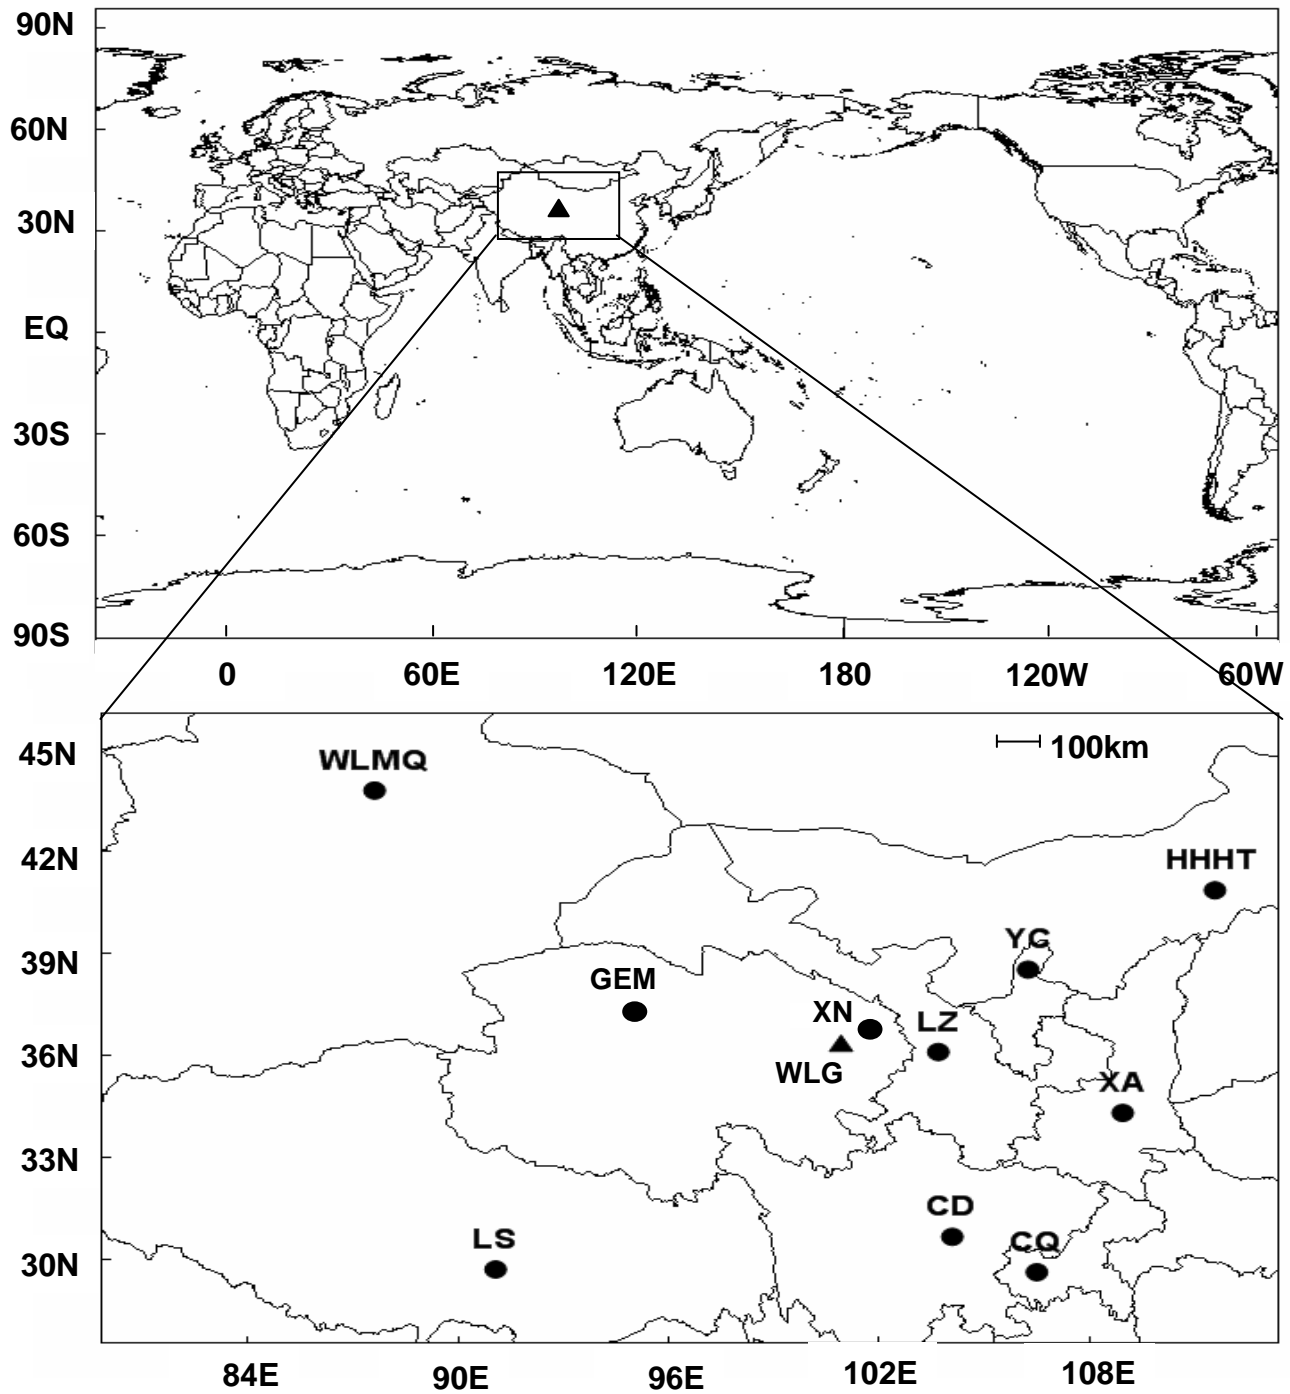 90N
60N
30N
EQ
30S
60S
90S
0 60E 120E 180 120W 60W
45N
WLMQ
100km
42N
HHHT
39N
YC
GEM
XN
LZ
36N
WLG
XA
33N
CD
30N
LS
CQ
84E 90E 96E 102E 108E